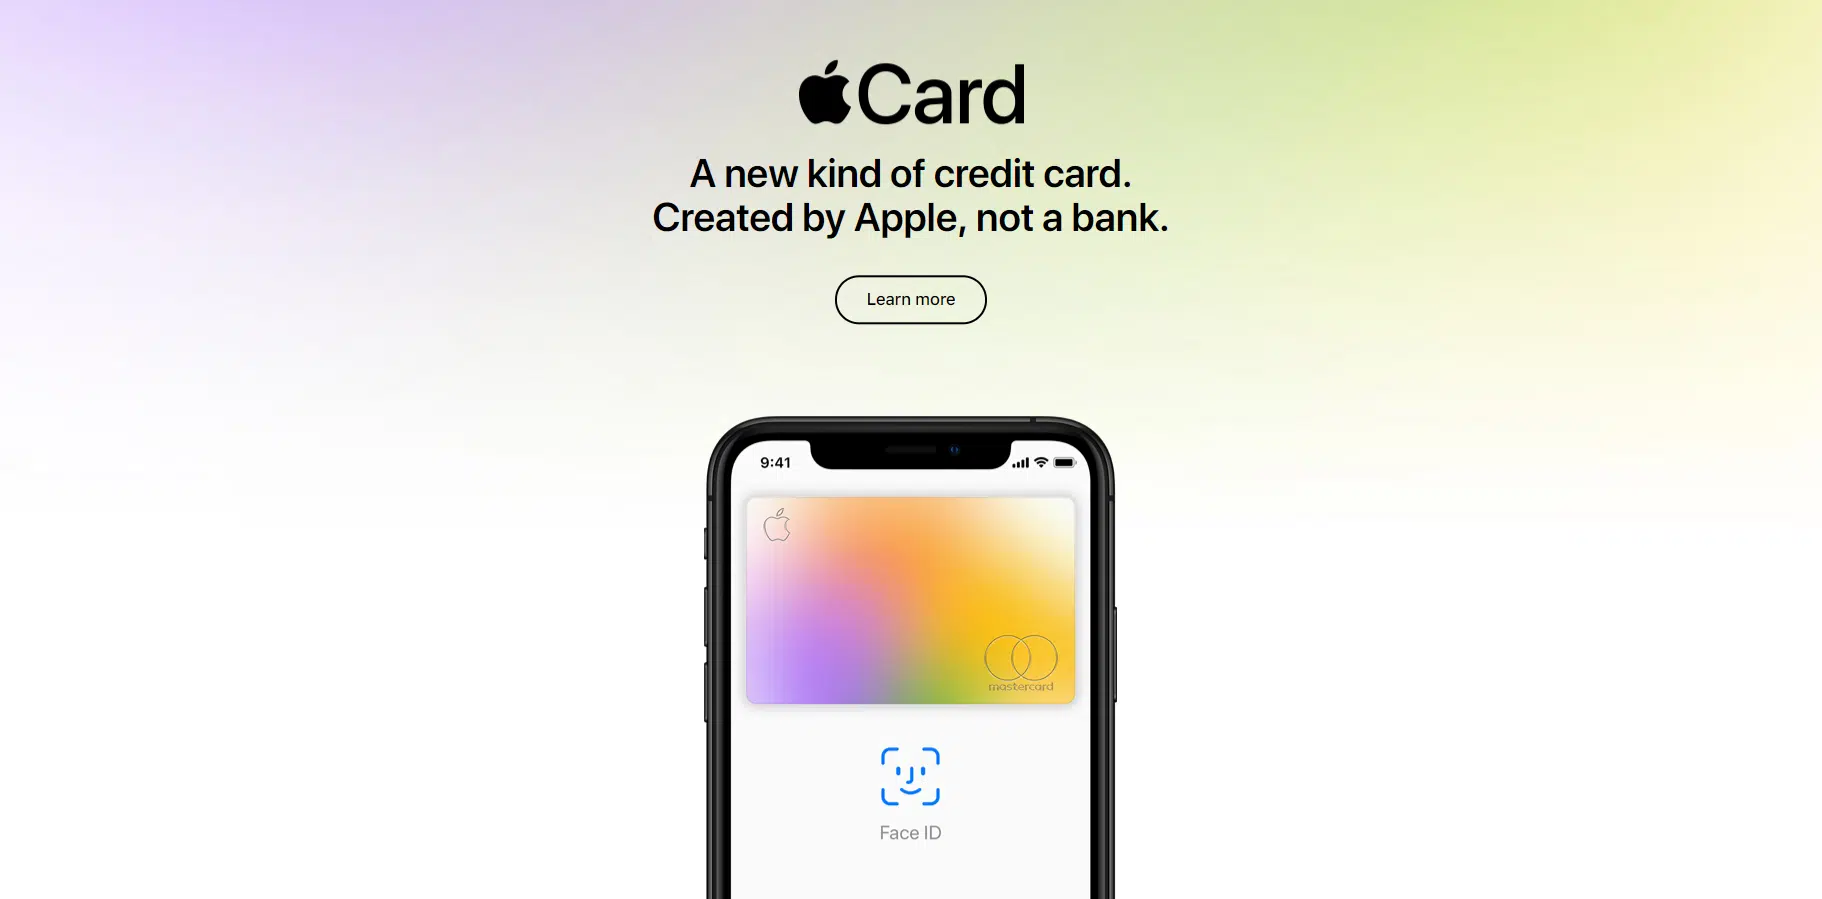 Card
A new kind of credit card.
Created by Apple, not a bank.
Learn more
9:41
mastercard
Face ID